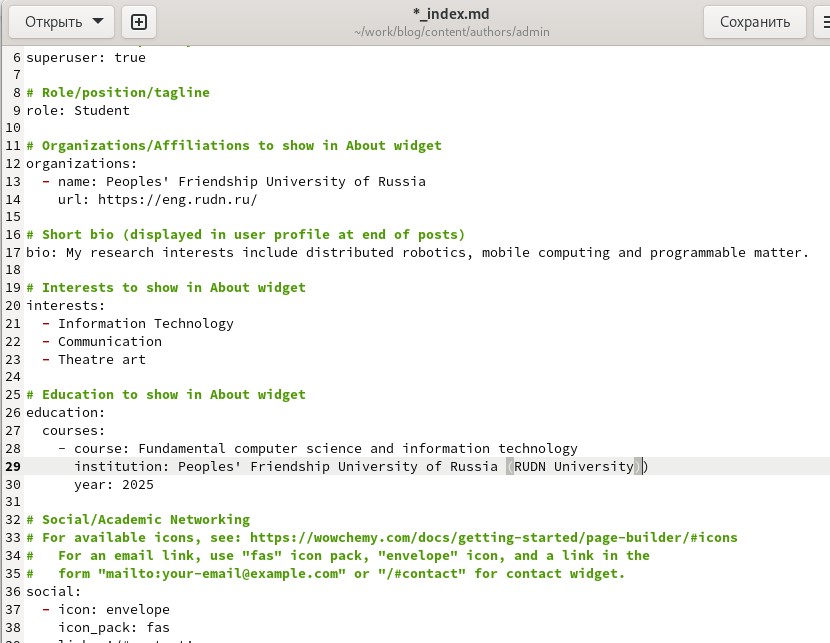 Открыть
*_index.md
~/work/blog/content/authors/admin
Сохранить
6 superuser: true
7
8 # Role/position/tagline
9 role: Student
10
11 # Organizations/Affiliations to show in About widget
12 organizations:
13   - name: Peoples' Friendship University of Russia
14     url: https://eng.rudn.ru/
15
16 # Short bio (displayed in user profile at end of posts)
17 bio: My research interests include distributed robotics, mobile computing and programmable matter.
18
19 # Interests to show in About widget
20 interests:
21   - Information Technology
22   - Communication
23   - Theatre art
24
25 # Education to show in About widget
26 education:
27   courses:
28     - course: Fundamental computer science and information technology
29       institution: Peoples' Friendship University of Russia (RUDN University))
30       year: 2025
31
32 # Social/Academic Networking
33 # For available icons, see: https://wowchemy.com/docs/getting-started/page-builder/#icons
34 #   For an email link, use "fas" icon pack, "envelope" icon, and a link in the
35 #   form "mailto:your-email@example.com" or "/#contact" for contact widget.
36 social:
37   - icon: envelope
38     icon_pack: fas